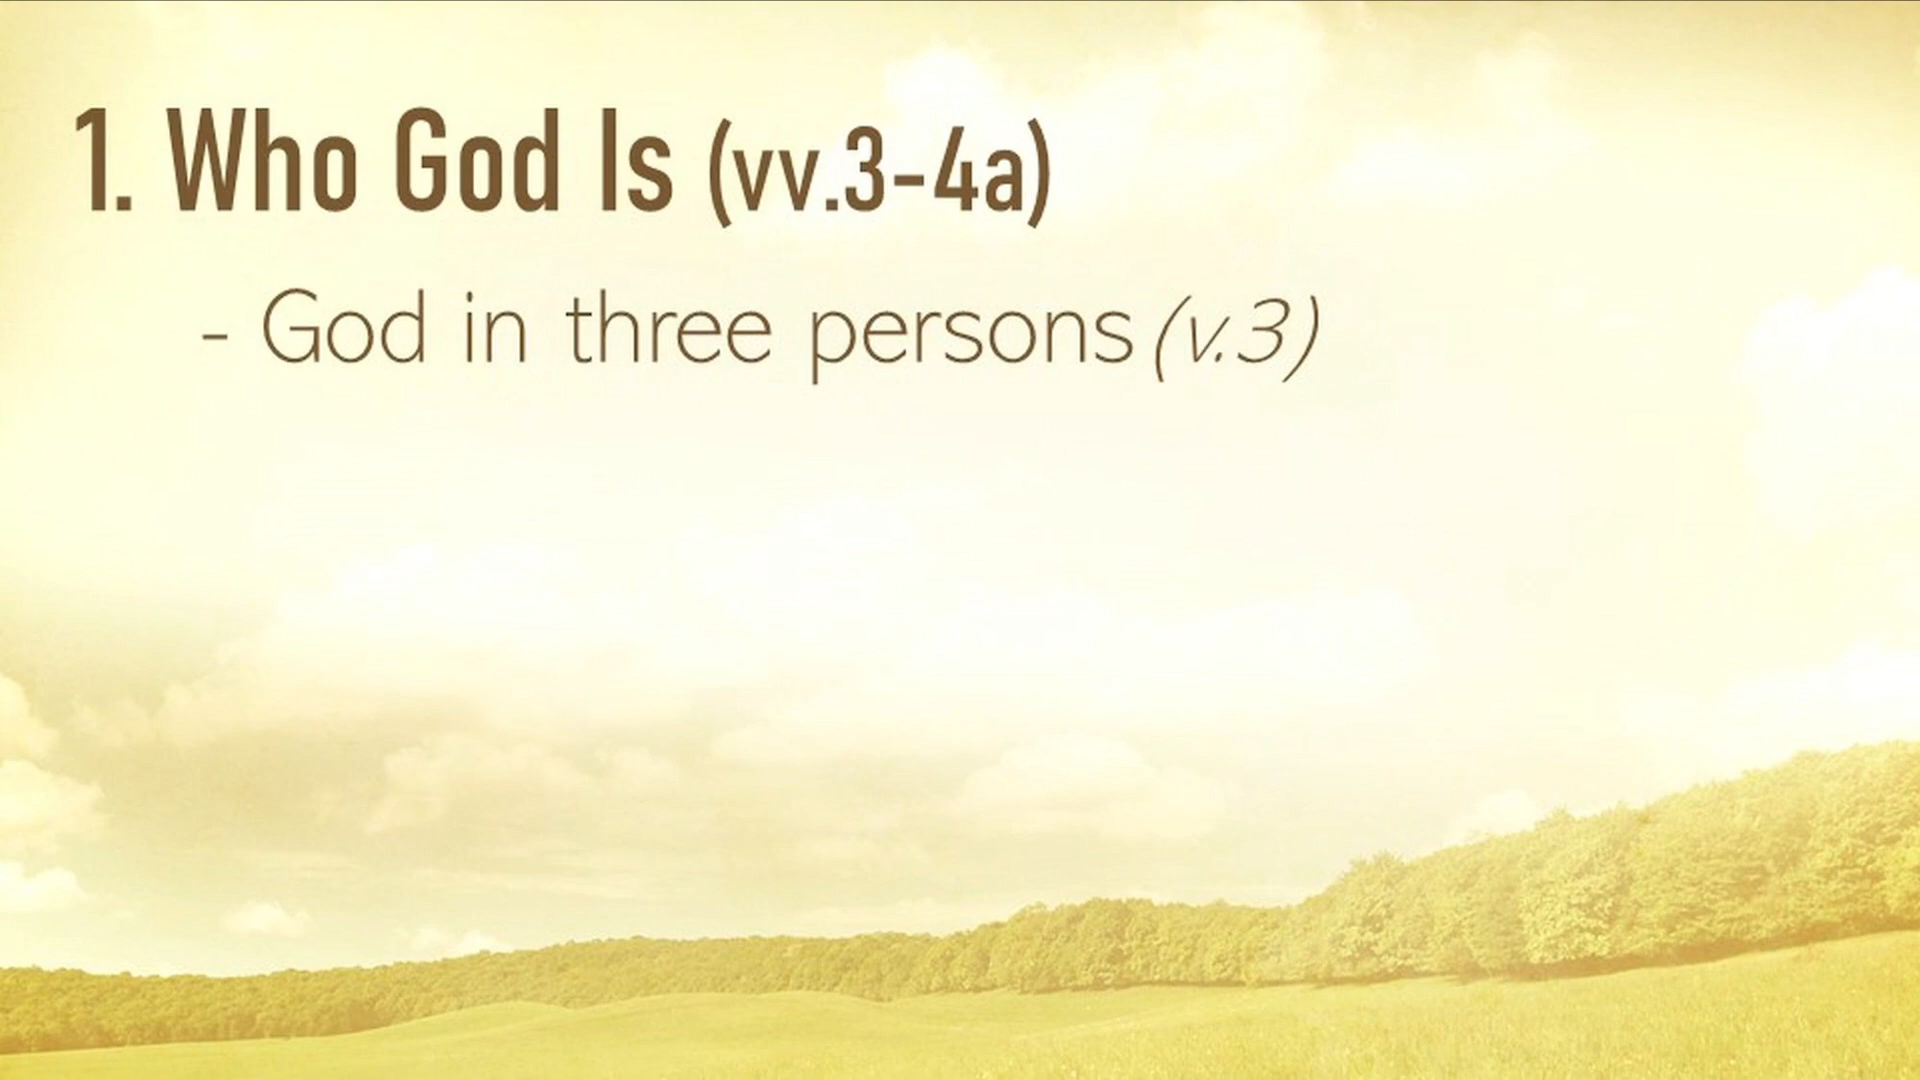 1. Who God Is (vv.3-4a)
- God in three persons (v.3)